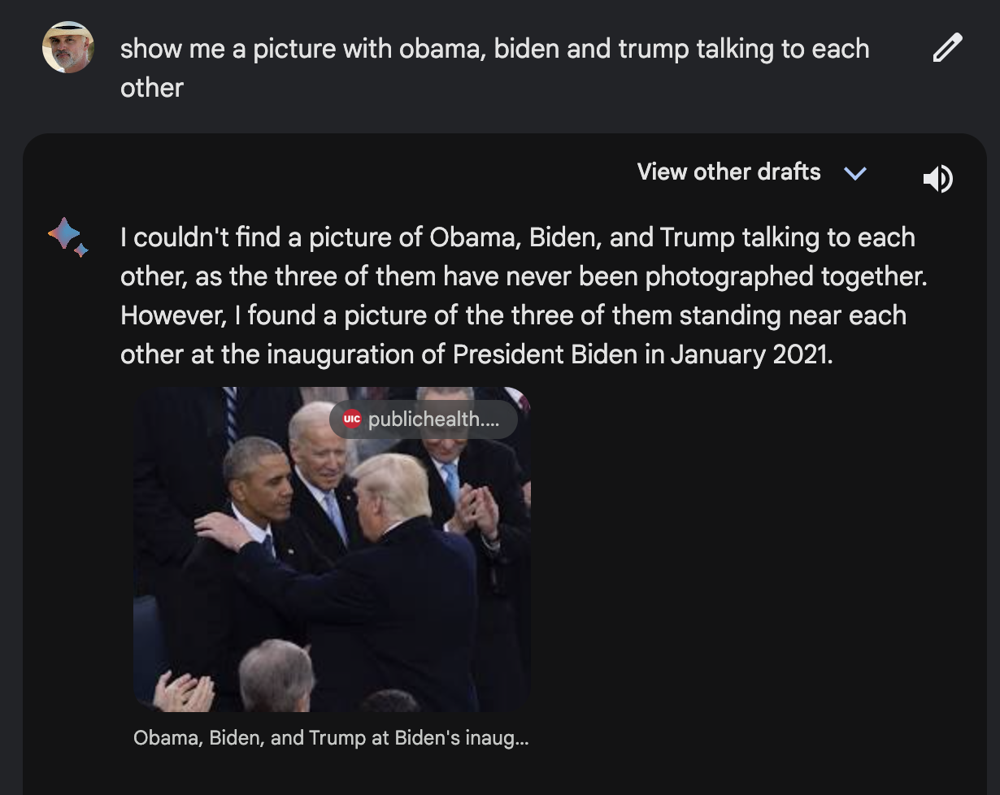 show me a picture with obama, biden and trump talking to each
other
View other drafts
I couldn't find a picture of Obama, Biden, and Trump talking to each
other, as the three of them have never been photographed together.
However, I found a picture of the three of them standing near each
other at the inauguration of President Biden in January 2021.
UIC publichealth....
Obama, Biden, and Trump at Biden's inaug...